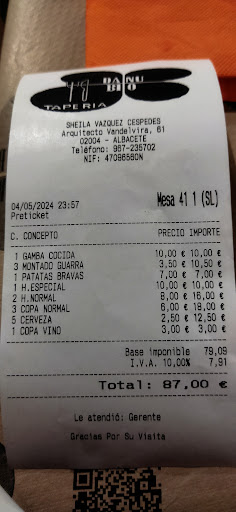 DANU
BIO
TAPERIA
SHEILA VAZQUEZ CESPEDES
Arquitecto Vandelvira, 61
02004 - ALBACETE
Teléfono: 967-235702
NIF: 47096560N
04/05/2024 23:57 Mesa 41 1 (SL)
Preticket
C. CONCEPTO PRECIO IMPORTE
1 GAMBA COCIDA 10,00 € 10,00 €
3 MONTADO GUARRA 3,50 € 10,50 €
1 PATATAS BRAVAS 7,00 € 7,00 €
1 H.ESPECIAL 10,00 € 10,00 €
2 H.NORMAL 8,00 € 16,00 €
3 COPA NORMAL 6,00 € 18,00 €
5 CERVEZA 2,50 € 12,50 €
1 COPA VINO 3,00 € 3,00 €
Base imponible 79,09
I.V.A. 10,00% 7,91
Total: 87,00 €
Le atendió: Gerente
Gracias Por Su Visita